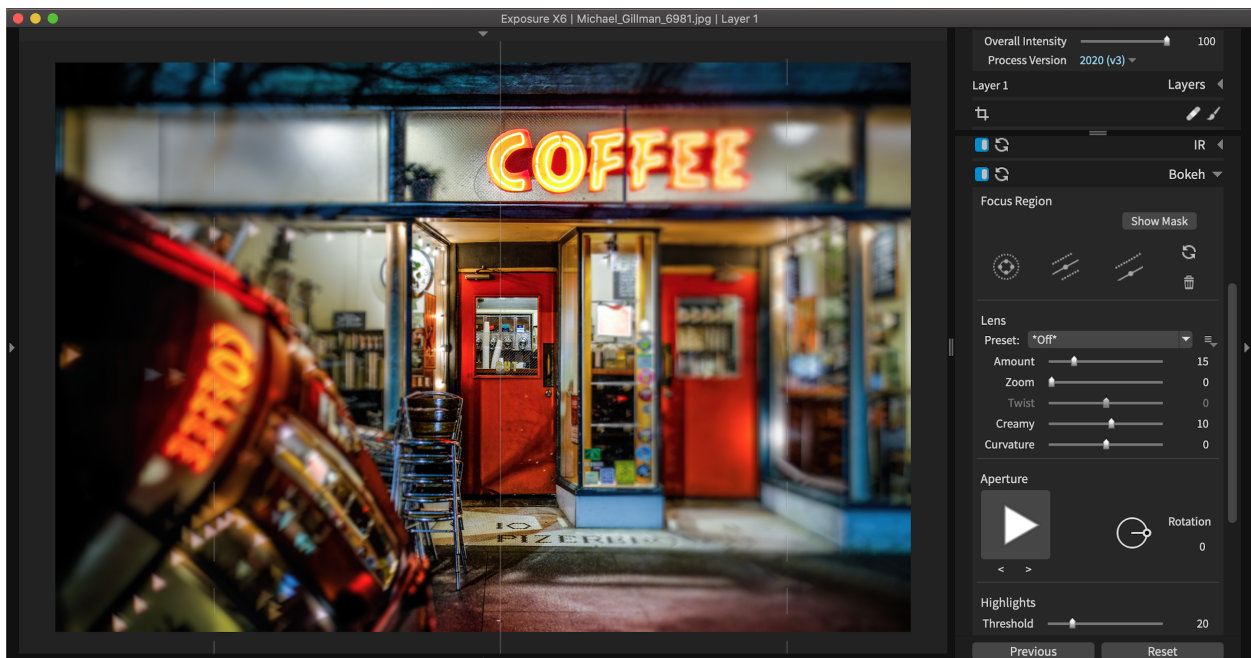 Exposure X6 | Michael_Gillman_6981.jpg | Layer 1
Overall Intensity 100
Process Version 2020 (v3)
Layer 1 Layers
IR
Bokeh
Focus Region
Show Mask
Lens
Preset: *Off*
Amount 15
Zoom 0
Twist 0
Creamy 10
Curvature 0
Aperture
Rotation
0
< >
Highlights
Threshold 20
Previous Reset
COFFEE
COFFEE